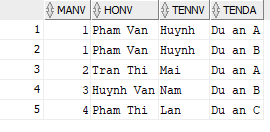 MANV HONV TENNV TENDA
1 1 Pham Van Huynh Du an A
2 1 Pham Van Huynh Du an B
3 2 Tran Thi Mai Du an A
4 3 Huynh Van Nam Du an B
5 4 Pham Thi Lan Du an C